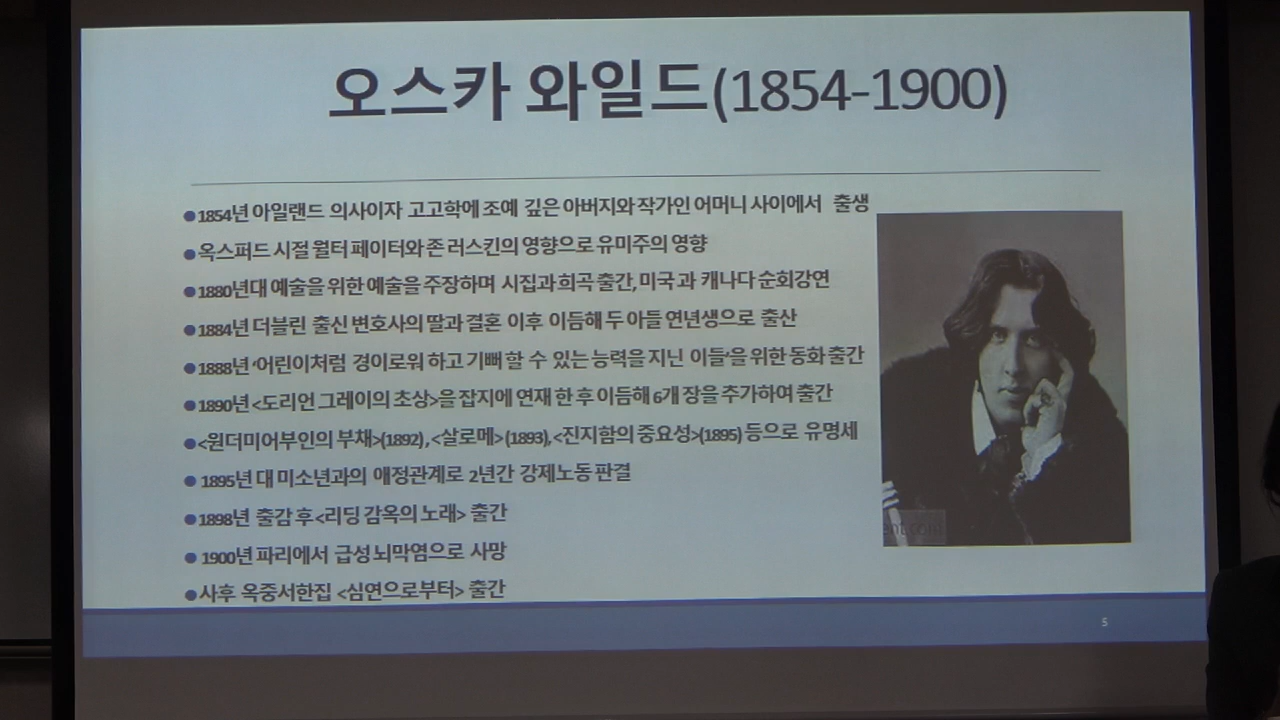 오스카 와일드(1854-1900)
●1854년 아일랜드 의사이자 고고학에 조예 깊은 아버지와 작가인 어머니 사이에서 출생
●옥스퍼드 시절 월터 페이터와 존 러스킨의 영향으로 유미주의 영향
●1880년대 예술을 위한 예술을 주장하며 시집과 희곡 출간, 미국 과 캐나다 순회강연
●1884년 더블린 출신 변호사의 딸과 결혼 이후 이듬해 두 아들 연년생으로 출산
●1888년 '어린이처럼 경이로워 하고 기뻐 할 수 있는 능력을 지닌 이들'을 위한 동화 출간
●1890년 <도리언 그레이의 초상>을 잡지에 연재 한 후 이듬해 6개 장을 추가하여 출간
●<원더미어부인의 부채>(1892), <살로메>(1893), <진지함의 중요성>(1895) 등으로 유명세
●1895년 대 미소년과의 애정관계로 2년간 강제노동 판결
●1898년 출감 후 <리딩 감옥의 노래> 출간
●1900년 파리에서 급성 뇌막염으로 사망
●사후 옥중서한집 <심연으로부터> 출간
ent.com
5